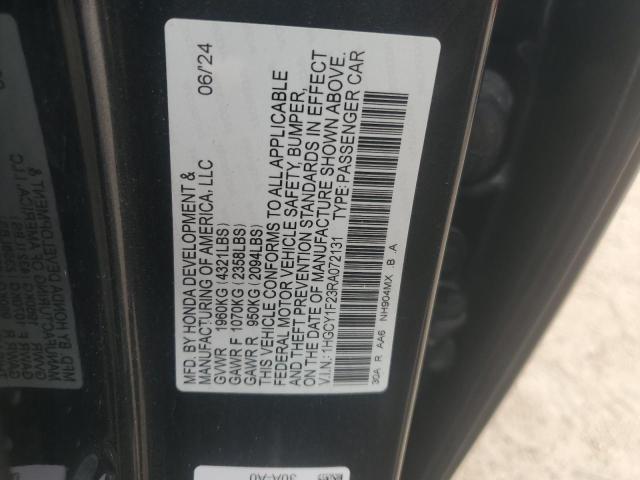 MFD. BY HONDA DEVELOPMENT & 06/'24
MANUFACTURING OF AMERICA, LLC
GVWR 1960KG (4321LBS)
GAWR F 1070KG (2358LBS)
GAWR R 950KG (2094LBS)
THIS VEHICLE CONFORMS TO ALL APPLICABLE
FEDERAL MOTOR VEHICLE SAFETY, BUMPER,
AND THEFT PREVENTION STANDARDS IN EFFECT
ON THE DATE OF MANUFACTURE SHOWN ABOVE.
V.I.N.:1HGCY1F23RA072131 TYPE:PASSENGER CAR
30A R AA6 NH904MX .B .A
30A-A0